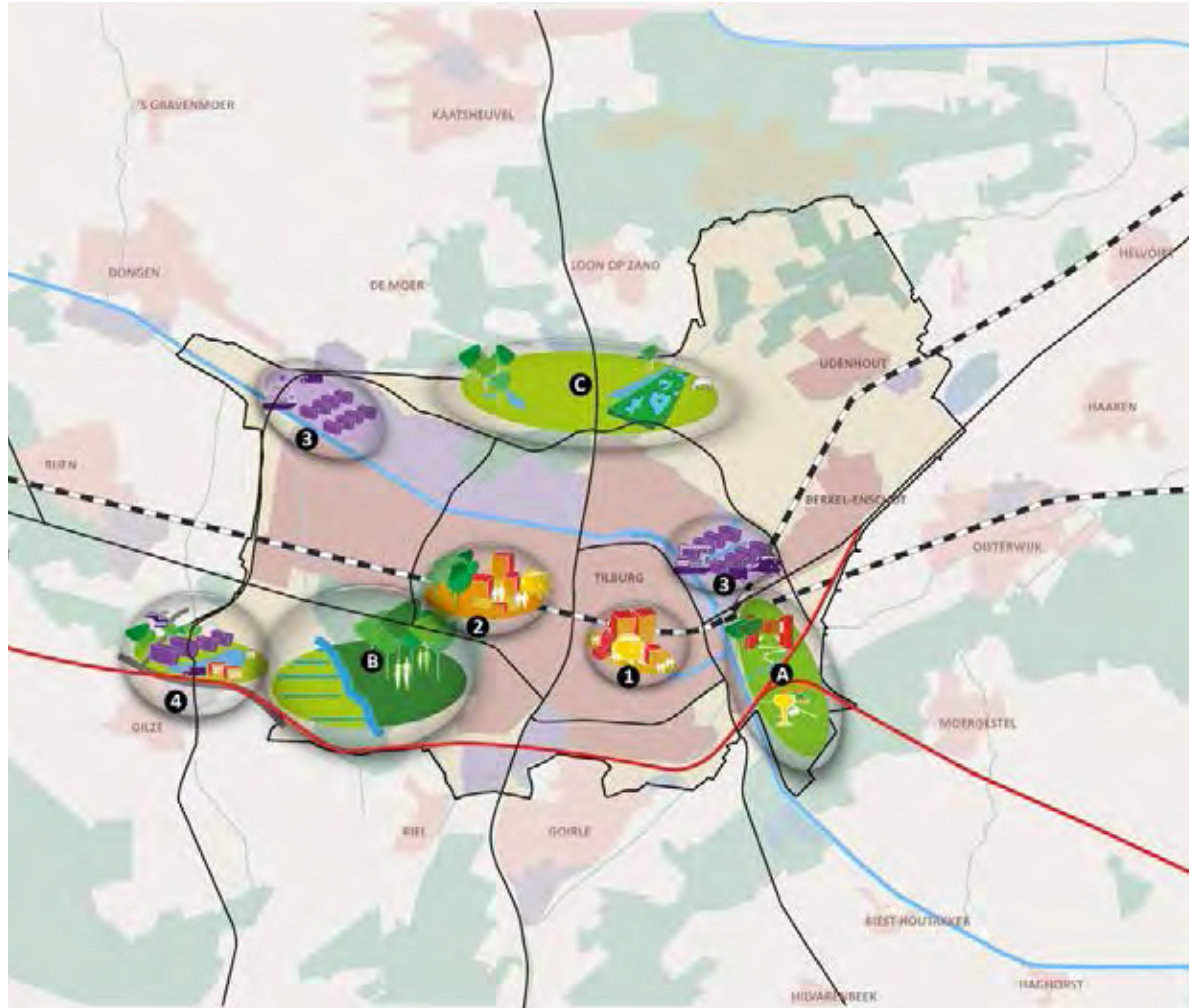 'S GRAVENMOER
KAATSHEUVEL
HELVOIRT
DONGEN
DE MOER
LOON OP ZAND
UDENHOUT
C
HAAREN
3
RIJEN
BERKEL-ENSCHOT
OISTERWIJK
TILBURG
3
2
B
1
A
4
GILZE
MOERGESTEL
RIEL
GOIRLE
BIEST-HOUTAKKER
HAGHORST
HILVARENBEEK